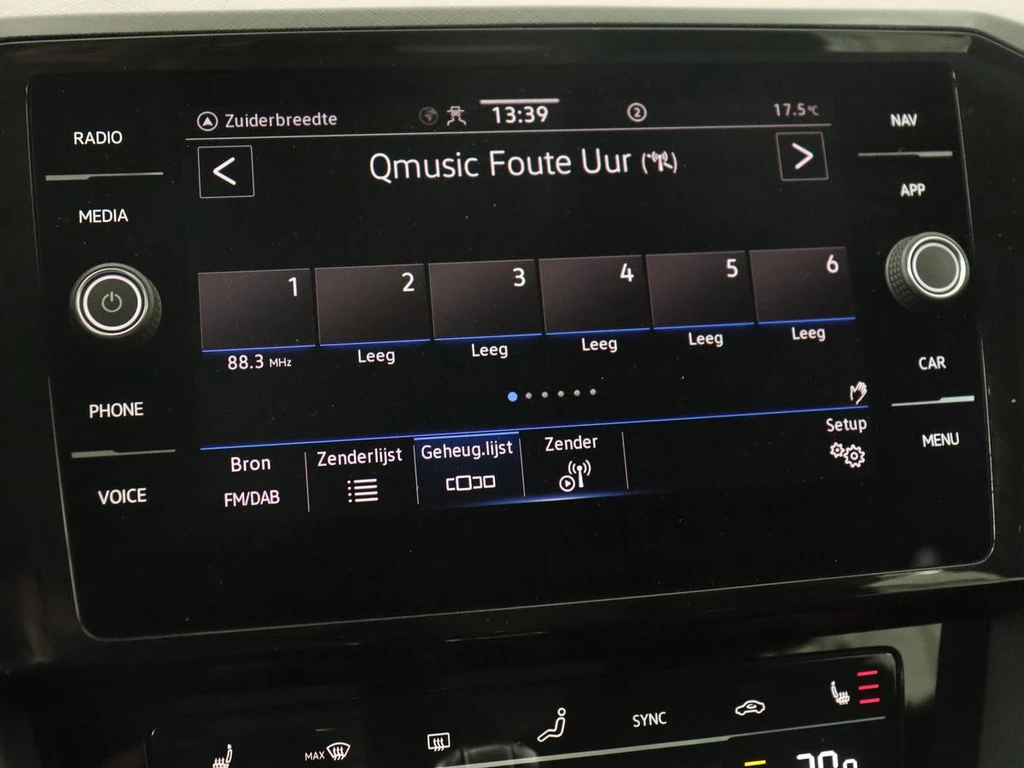 RADIO
MEDIA
PHONE
VOICE
Zuiderbreedte 13:39 2 17.5°C
Qmusic Foute Uur
1 2 3 4 5 6
88.3 MHz Leeg Leeg Leeg Leeg Leeg
Bron Zenderlijst Geheug.lijst Zender Setup
FM/DAB
NAV
APP
CAR
MENU
MAX SYNC